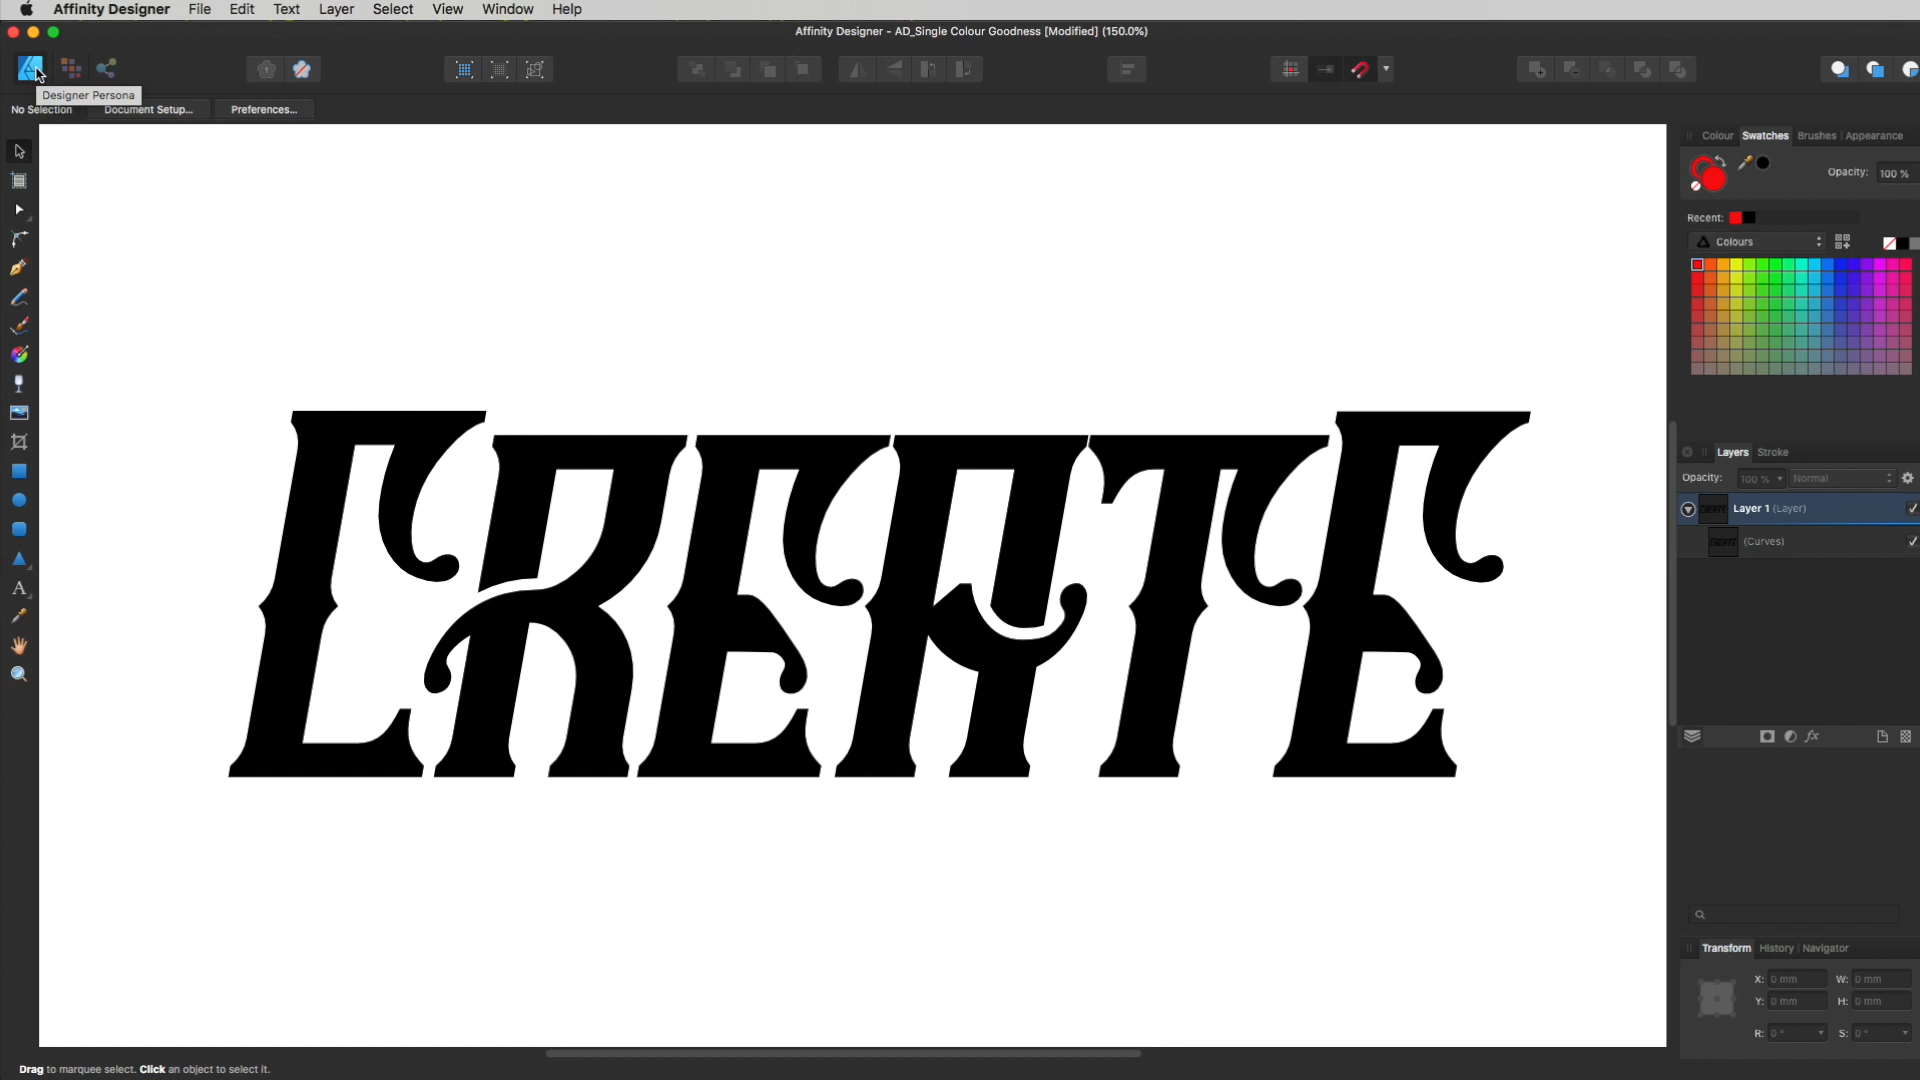 Affinity Designer File Edit Text Layer Select View Window Help
Affinity Designer - AD_Single Colour Goodness [Modified] (150.0%)
Designer Persona
No Selection Document Setup... Preferences...
Colour Swatches Brushes Appearance
Opacity: 100 %
Recent:
Colours
CREATE
Layers Stroke
Opacity: 100 % Normal
Layer 1 (Layer)
(Curves)
fx
A
Transform History Navigator
X: 0 mm W: 0 mm
Y: 0 mm H: 0 mm
R: 0 ° S: 0 °
Drag to marquee select. Click an object to select it.